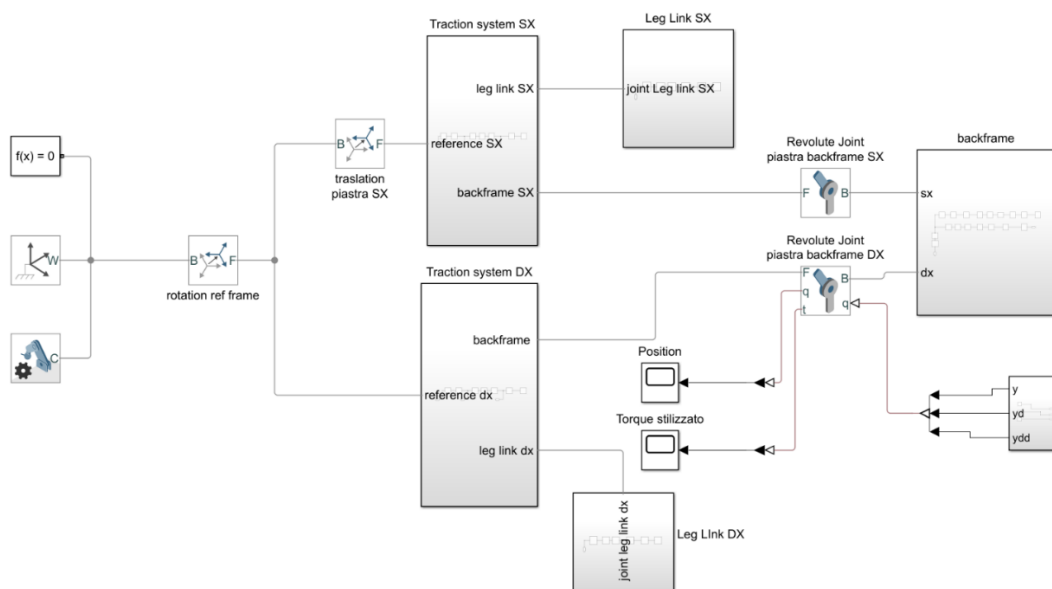 Traction system SX
Leg Link SX
leg link SX
joint Leg link SX
f(x) = 0
B
F
reference SX
traslation
piastra SX
backframe SX
Revolute Joint
piastra backframe SX
F
B
backframe
sx
W
B
F
rotation ref frame
Traction system DX
Revolute Joint
piastra backframe DX
F
B
q
q
t
dx
C
backframe
Position
reference dx
Torque stilizzato
y
yd
ydd
leg link dx
joint leg link dx
Leg LInk DX